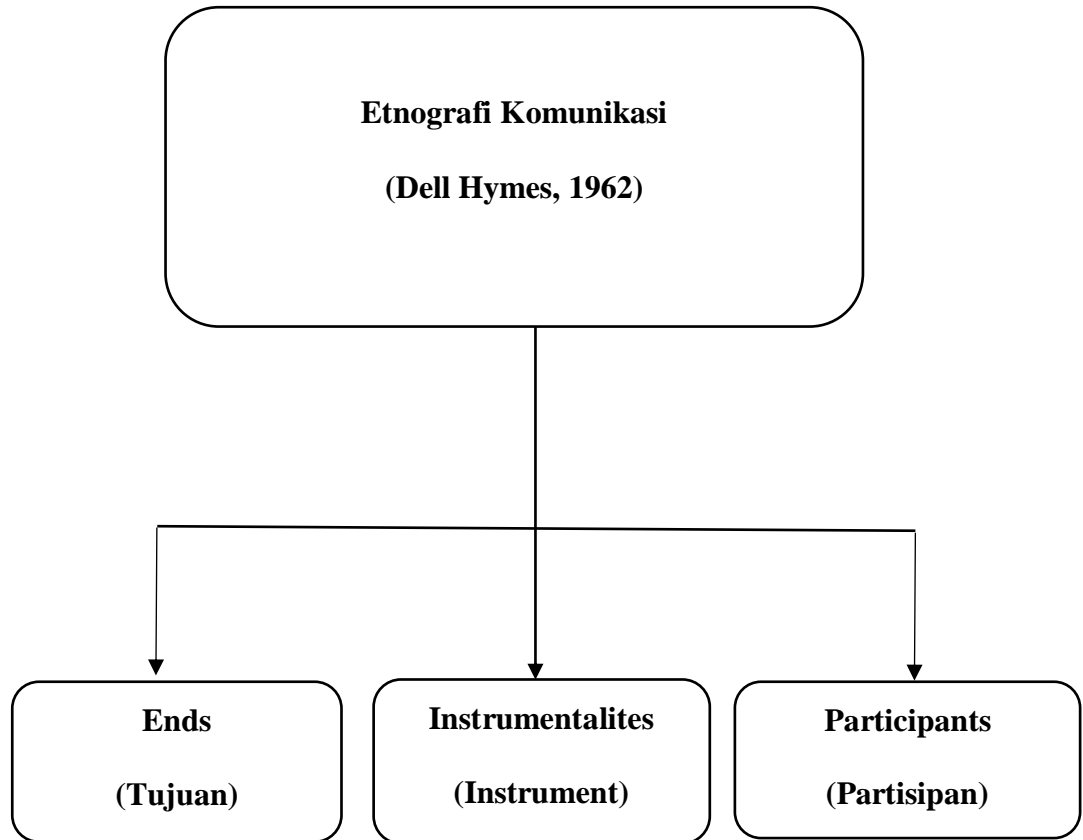 Etnografi Komunikasi
(Dell Hymes, 1962)
Ends
(Tujuan)
Instrumentalites
(Instrument)
Participants
(Partisipan)